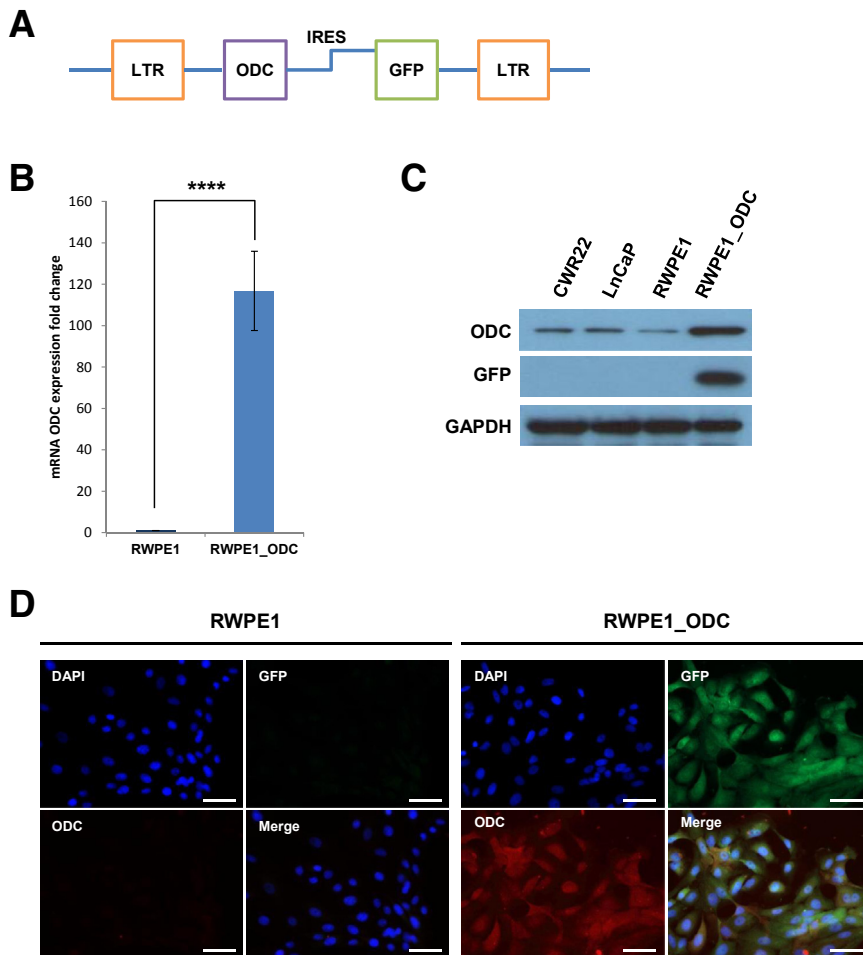 A
IRES
LTR
ODC
GFP
LTR
B
****
mRNA ODC expression fold change
160
140
120
100
80
60
40
20
0
RWPE1
RWPE1_ODC
C
CWR22
LnCaP
RWPE1
RWPE1_ODC
ODC
GFP
GAPDH
D
RWPE1
RWPE1_ODC
DAPI
GFP
DAPI
GFP
ODC
Merge
ODC
Merge